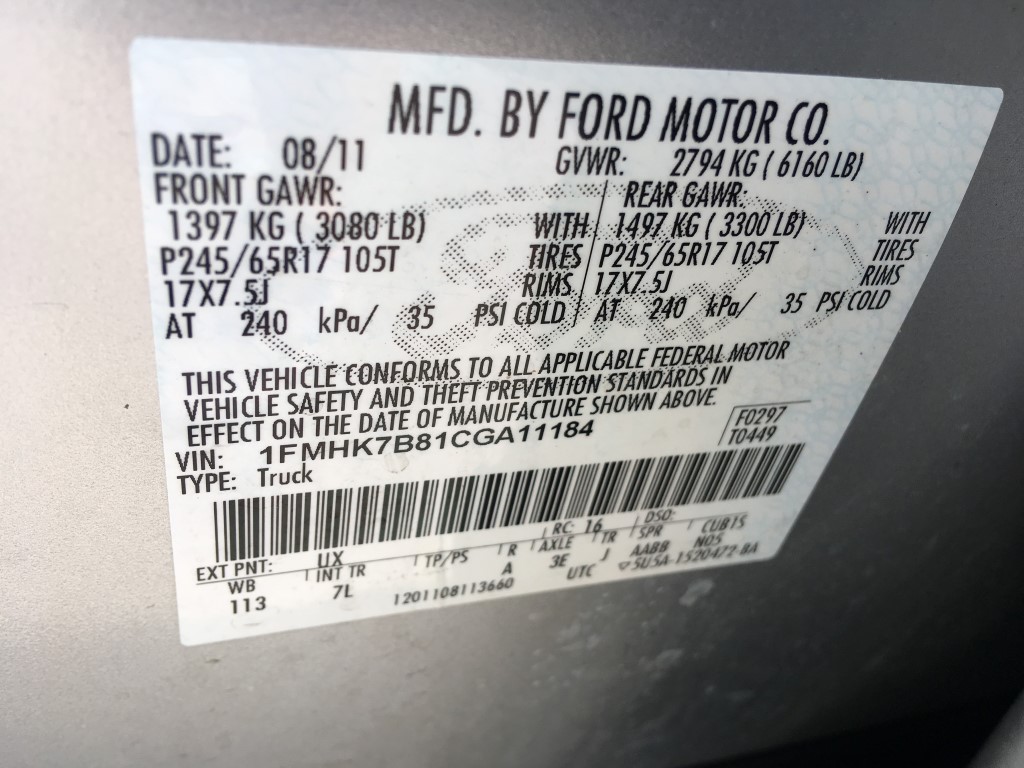 MFD. BY FORD MOTOR CO.
DATE: 08/11 GVWR: 2794 KG ( 6160 LB)
FRONT GAWR: REAR GAWR:
1397 KG ( 3080 LB) WITH 1497 KG ( 3300 LB) WITH
P245/65R17 105T TIRES P245/65R17 105T TIRES
17X7.5J RIMS 17X7.5J RIMS
AT 240 kPa/ 35 PSI COLD AT 240 kPa/ 35 PSI COLD
THIS VEHICLE CONFORMS TO ALL APPLICABLE FEDERAL MOTOR
VEHICLE SAFETY AND THEFT PREVENTION STANDARDS IN
EFFECT ON THE DATE OF MANUFACTURE SHOWN ABOVE.
VIN: 1FMHK7B81CGA11184 F0297
TYPE: Truck T0449
EXT PNT: UX RC: 16 DSO:
WB INT TR TP/PS R AXLE TR SPR CUB15
113 7L A 3E J AABB N05
1201108113660 UTC 5U5A-1520472-BA